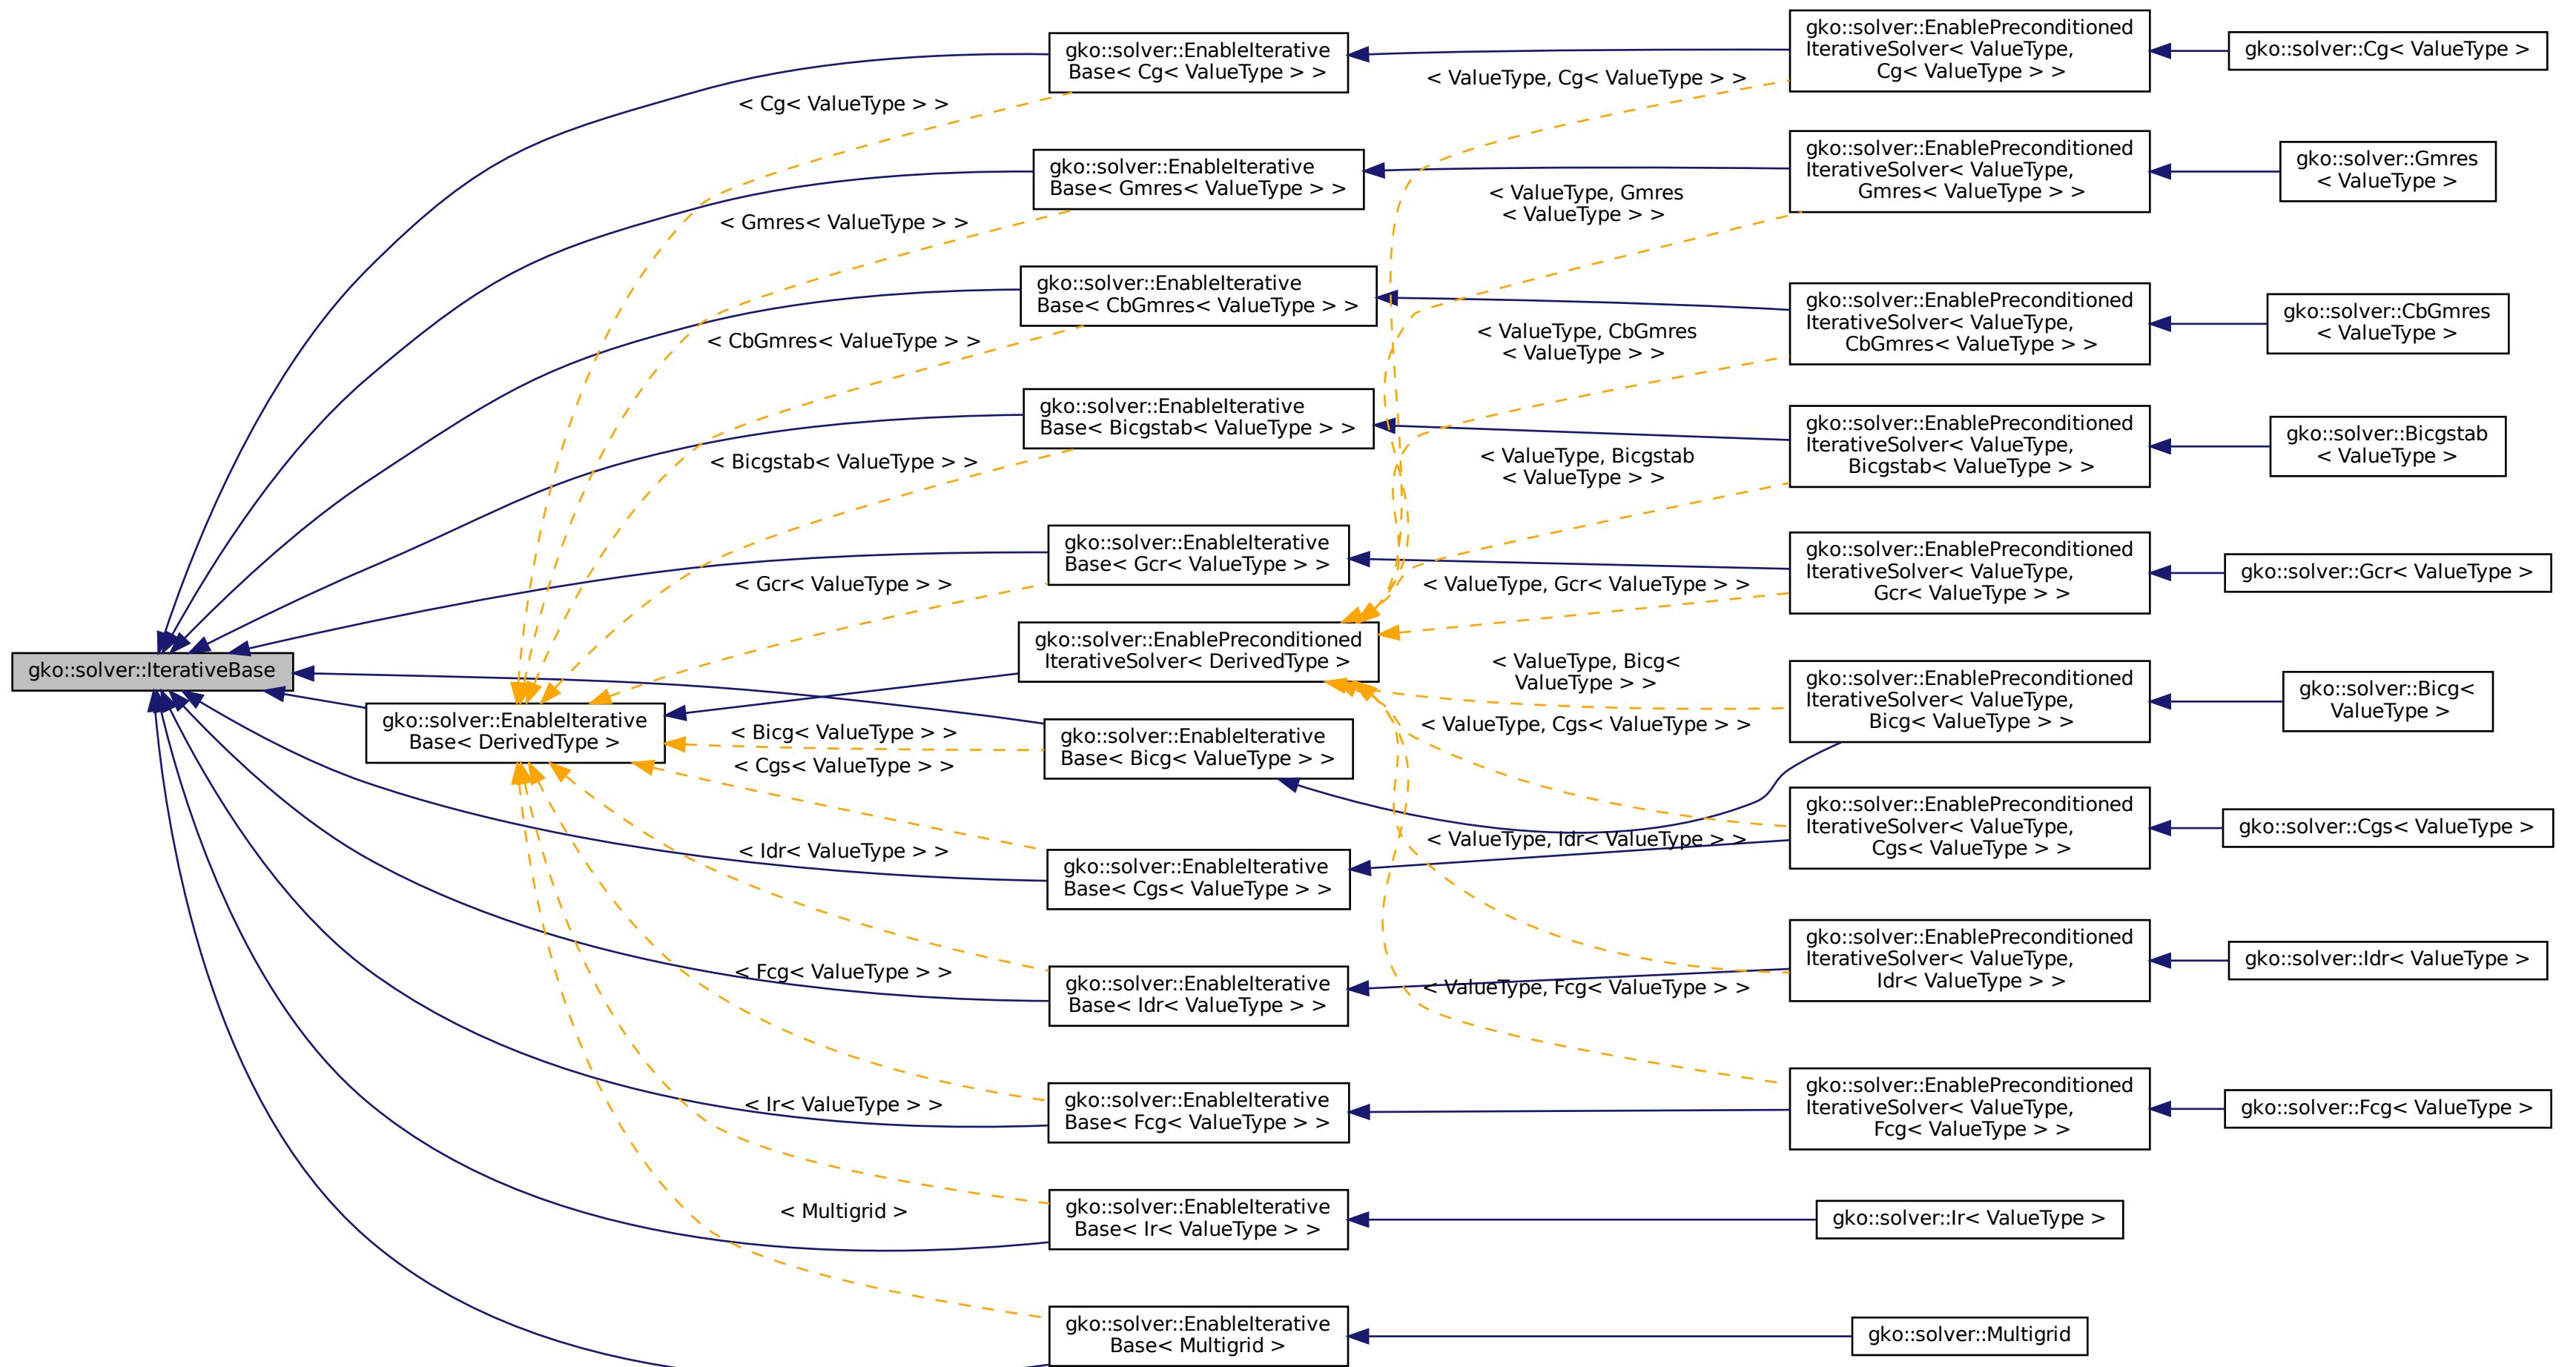 gko::solver::IterativeBase
gko::solver::EnableIterative
Base< DerivedType >
< Cg< ValueType > >
< Gmres< ValueType > >
< CbGmres< ValueType > >
< Bicgstab< ValueType > >
< Gcr< ValueType > >
< Bicg< ValueType > >
< Cgs< ValueType > >
< Idr< ValueType > >
< Fcg< ValueType > >
< Ir< ValueType > >
< Multigrid >
gko::solver::EnableIterative
Base< Cg< ValueType > >
gko::solver::EnableIterative
Base< Gmres< ValueType > >
gko::solver::EnableIterative
Base< CbGmres< ValueType > >
gko::solver::EnableIterative
Base< Bicgstab< ValueType > >
gko::solver::EnableIterative
Base< Gcr< ValueType > >
gko::solver::EnablePreconditioned
IterativeSolver< DerivedType >
gko::solver::EnableIterative
Base< Bicg< ValueType > >
gko::solver::EnableIterative
Base< Cgs< ValueType > >
gko::solver::EnableIterative
Base< Idr< ValueType > >
gko::solver::EnableIterative
Base< Fcg< ValueType > >
gko::solver::EnableIterative
Base< Ir< ValueType > >
gko::solver::EnableIterative
Base< Multigrid >
< ValueType, Cg< ValueType > >
< ValueType, Gmres
< ValueType > >
< ValueType, CbGmres
< ValueType > >
< ValueType, Bicgstab
< ValueType > >
< ValueType, Gcr< ValueType > >
< ValueType, Bicg<
ValueType > >
< ValueType, Cgs< ValueType > >
< ValueType, Idr< ValueType > >
< ValueType, Fcg< ValueType > >
gko::solver::EnablePreconditioned
IterativeSolver< ValueType,
Cg< ValueType > >
gko::solver::EnablePreconditioned
IterativeSolver< ValueType,
Gmres< ValueType > >
gko::solver::EnablePreconditioned
IterativeSolver< ValueType,
CbGmres< ValueType > >
gko::solver::EnablePreconditioned
IterativeSolver< ValueType,
Bicgstab< ValueType > >
gko::solver::EnablePreconditioned
IterativeSolver< ValueType,
Gcr< ValueType > >
gko::solver::EnablePreconditioned
IterativeSolver< ValueType,
Bicg< ValueType > >
gko::solver::EnablePreconditioned
IterativeSolver< ValueType,
Cgs< ValueType > >
gko::solver::EnablePreconditioned
IterativeSolver< ValueType,
Idr< ValueType > >
gko::solver::EnablePreconditioned
IterativeSolver< ValueType,
Fcg< ValueType > >
gko::solver::Ir< ValueType >
gko::solver::Multigrid
gko::solver::Cg< ValueType >
gko::solver::Gmres
< ValueType >
gko::solver::CbGmres
< ValueType >
gko::solver::Bicgstab
< ValueType >
gko::solver::Gcr< ValueType >
gko::solver::Bicg<
ValueType >
gko::solver::Cgs< ValueType >
gko::solver::Idr< ValueType >
gko::solver::Fcg< ValueType >